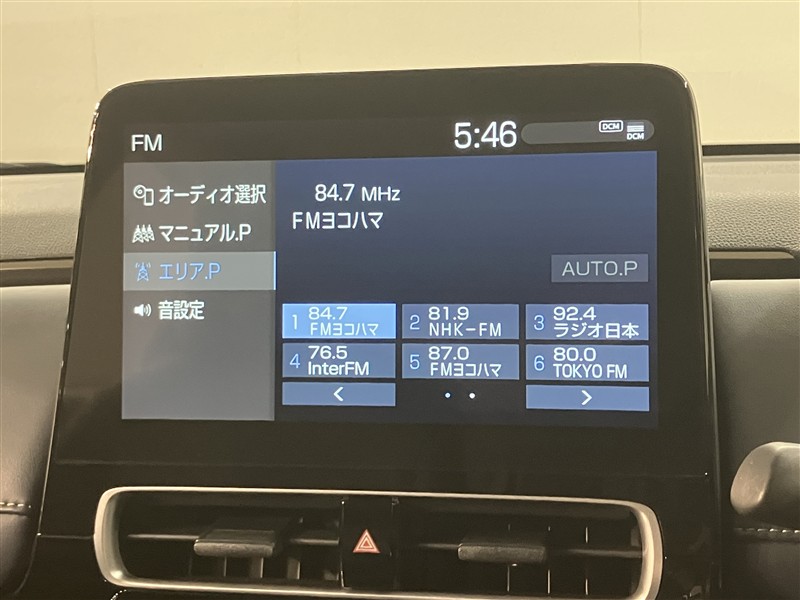 FM
5:46
DCM
DCM
オーディオ選択
マニュアル.P
エリア.P
音設定
84.7 MHz
FMヨコハマ
AUTO.P
1 84.7
FMヨコハマ
2 81.9
NHK-FM
3 92.4
ラジオ日本
4 76.5
InterFM
5 87.0
FMヨコハマ
6 80.0
TOKYO FM